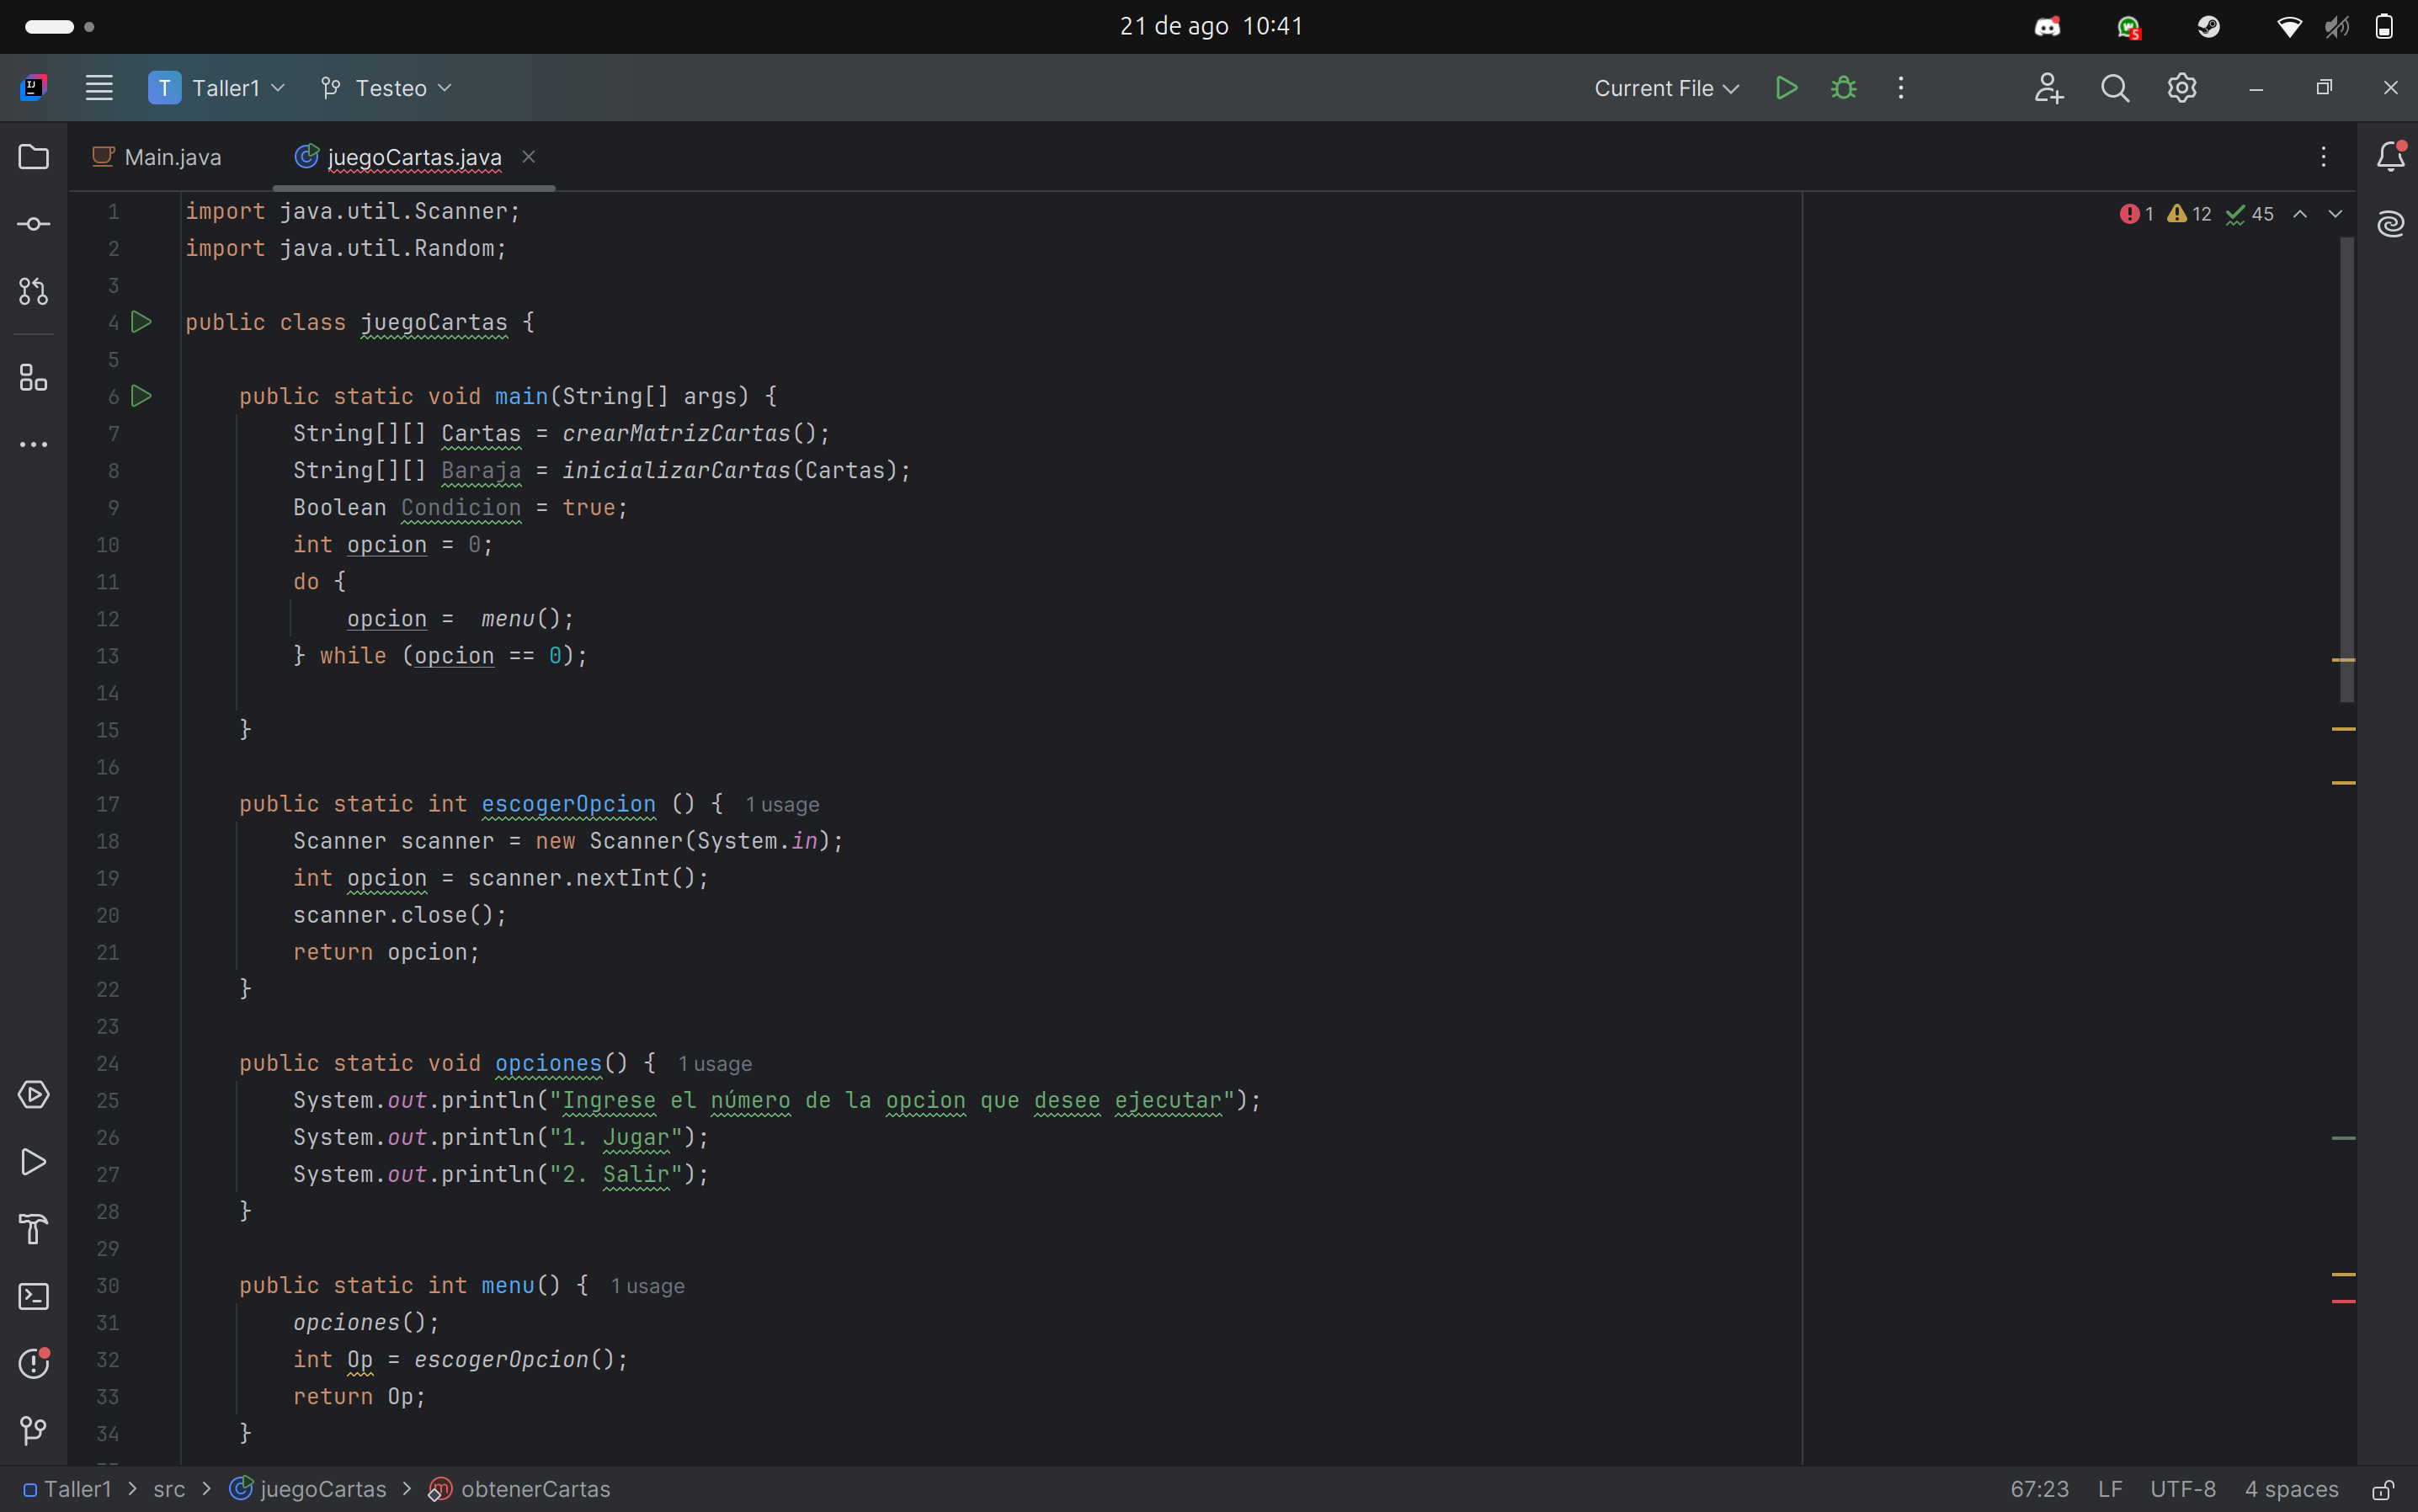 21 de ago 10:41
T Taller1 Testeo Current File
Main.java juegoCartas.java
1 import java.util.Scanner; 1 12 45
2 import java.util.Random;
3
4 public class juegoCartas {
5
6 public static void main(String[] args) {
7 String[][] Cartas = crearMatrizCartas();
8 String[][] Baraja = inicializarCartas(Cartas);
9 Boolean Condicion = true;
10 int opcion = 0;
11 do {
12 opcion =  menu();
13 } while (opcion == 0);
14
15 }
16
17 public static int escogerOpcion () { 1 usage
18 Scanner scanner = new Scanner(System.in);
19 int opcion = scanner.nextInt();
20 scanner.close();
21 return opcion;
22 }
23
24 public static void opciones() { 1 usage
25 System.out.println("Ingrese el número de la opcion que desee ejecutar");
26 System.out.println("1. Jugar");
27 System.out.println("2. Salir");
28 }
29
30 public static int menu() { 1 usage
31 opciones();
32 int Op = escogerOpcion();
33 return Op;
34 }
Taller1 > src > juegoCartas > obtenerCartas 67:23 LF UTF-8 4 spaces